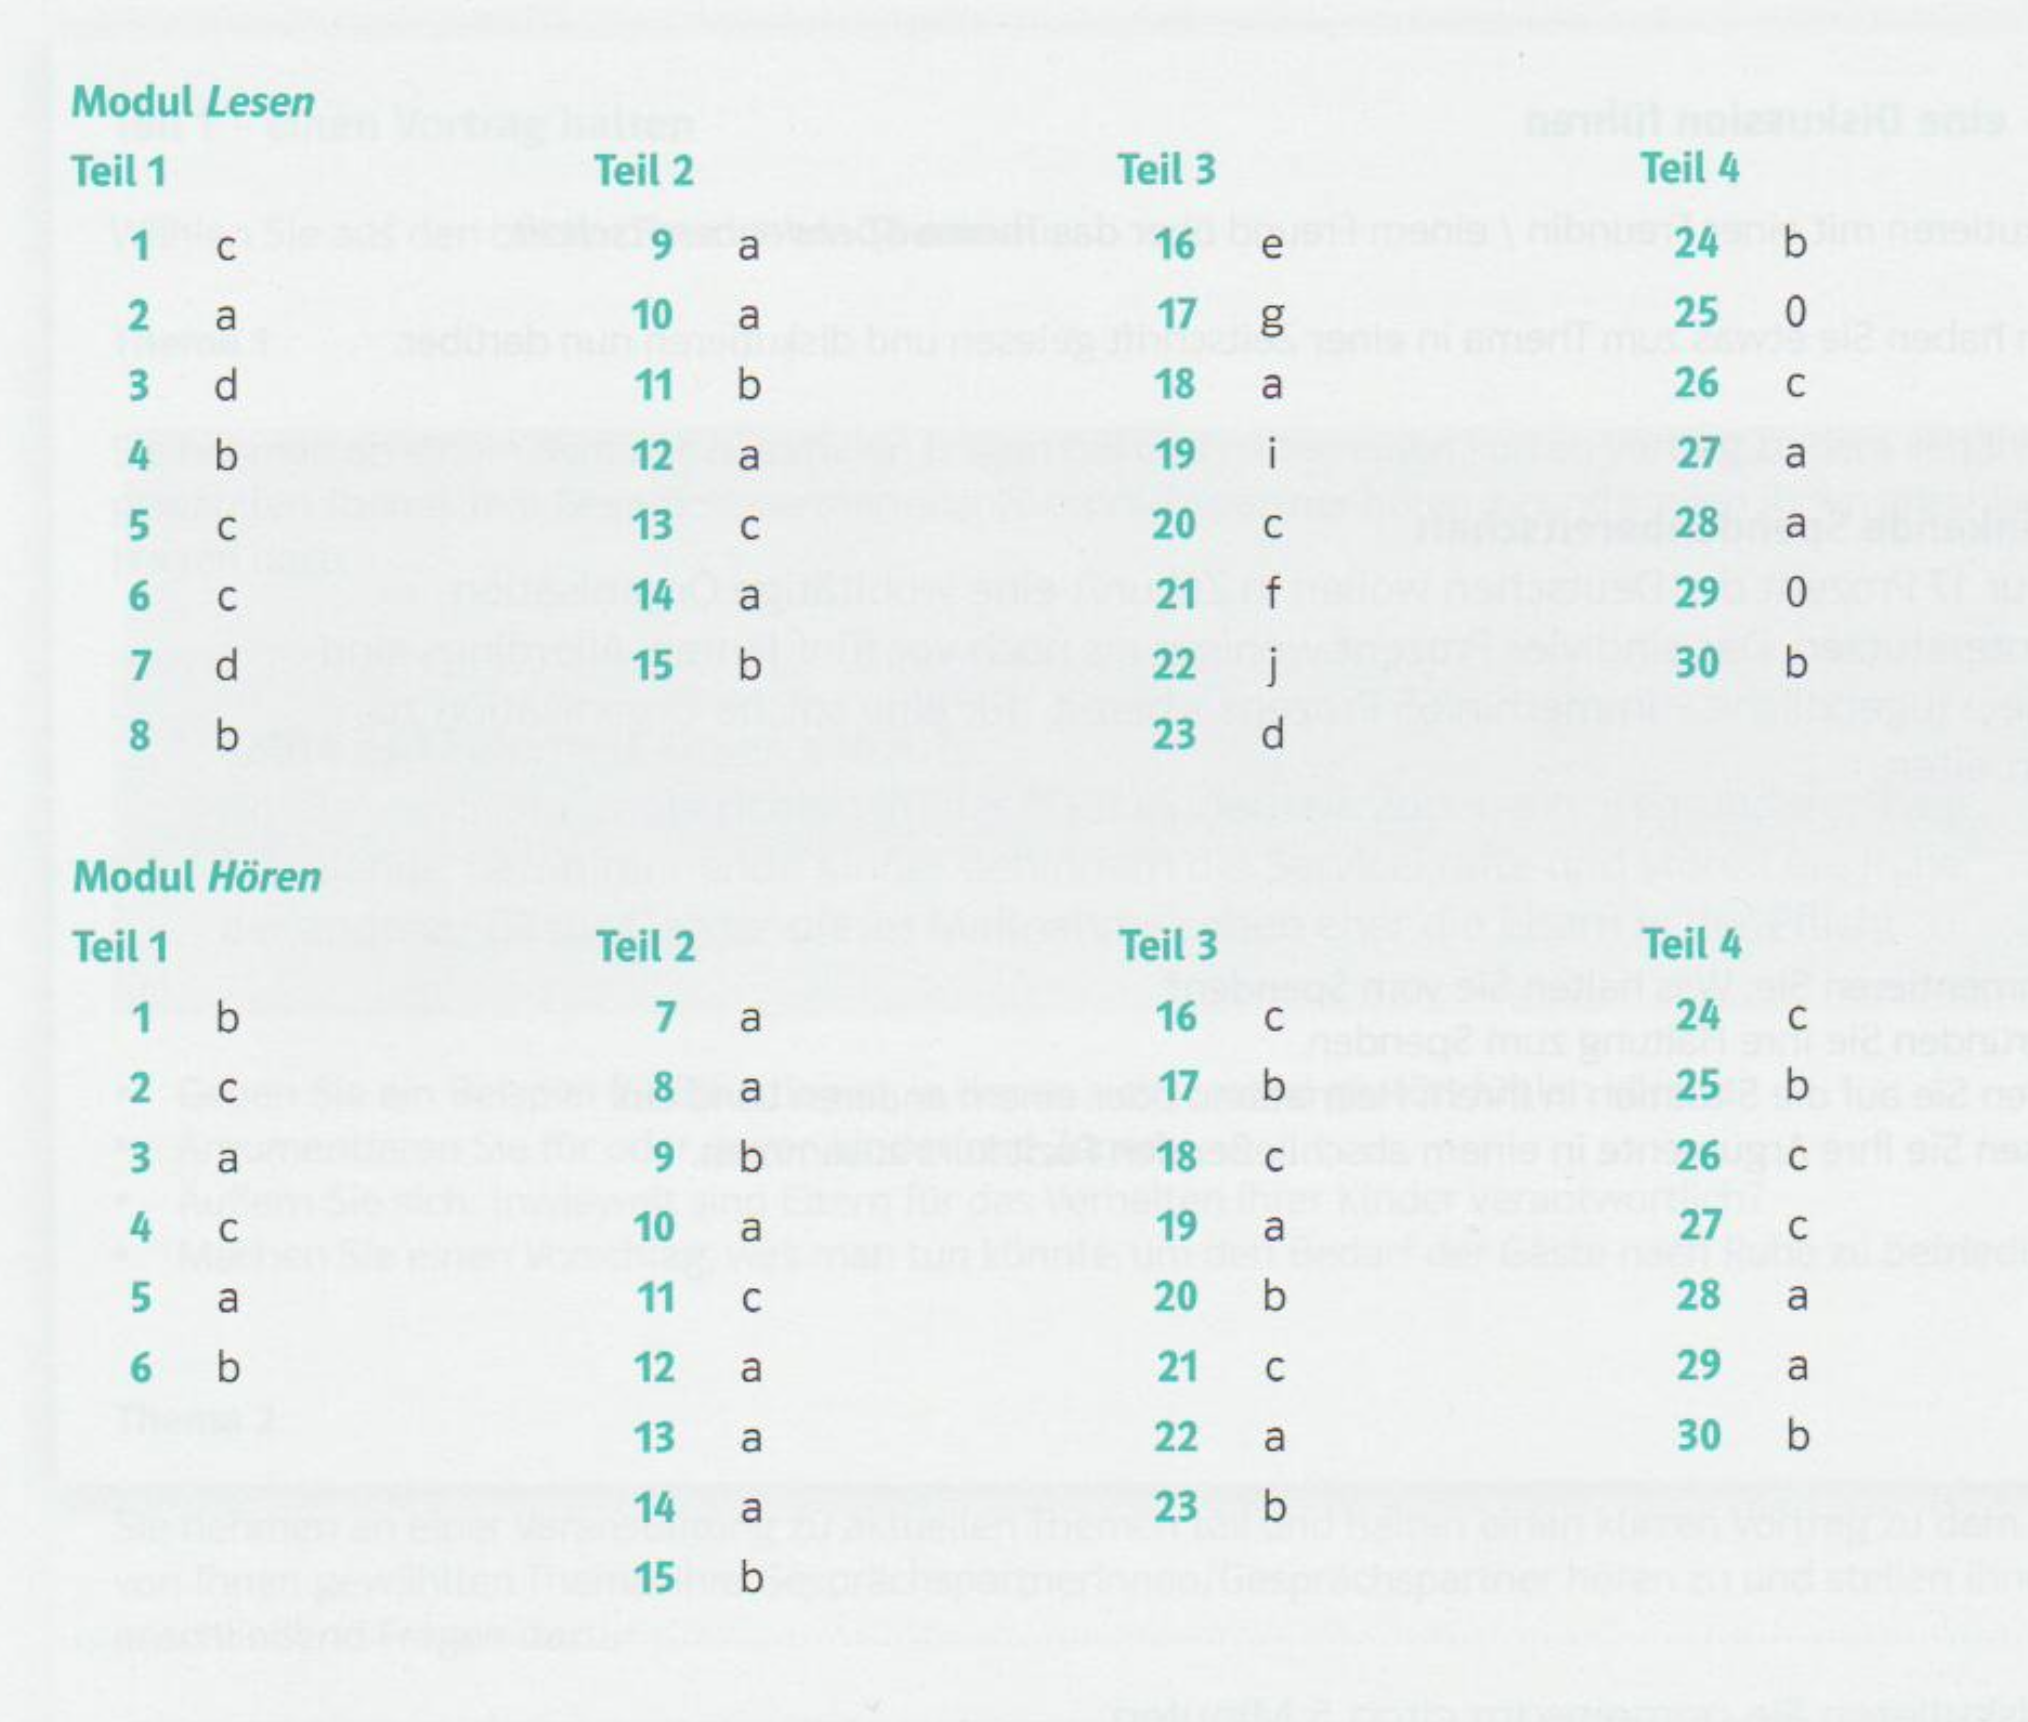 Modul Lesen
Teil 1 Teil 2 Teil 3 Teil 4
1 c 9 a 16 e 24 b
2 a 10 a 17 g 25 0
3 d 11 b 18 a 26 c
4 b 12 a 19 i 27 a
5 c 13 c 20 c 28 a
6 c 14 a 21 f 29 0
7 d 15 b 22 j 30 b
8 b 23 d
Modul Hören
Teil 1 Teil 2 Teil 3 Teil 4
1 b 7 a 16 c 24 c
2 c 8 a 17 b 25 b
3 a 9 b 18 c 26 c
4 c 10 a 19 a 27 c
5 a 11 c 20 b 28 a
6 b 12 a 21 c 29 a
13 a 22 a 30 b
14 a 23 b
15 b